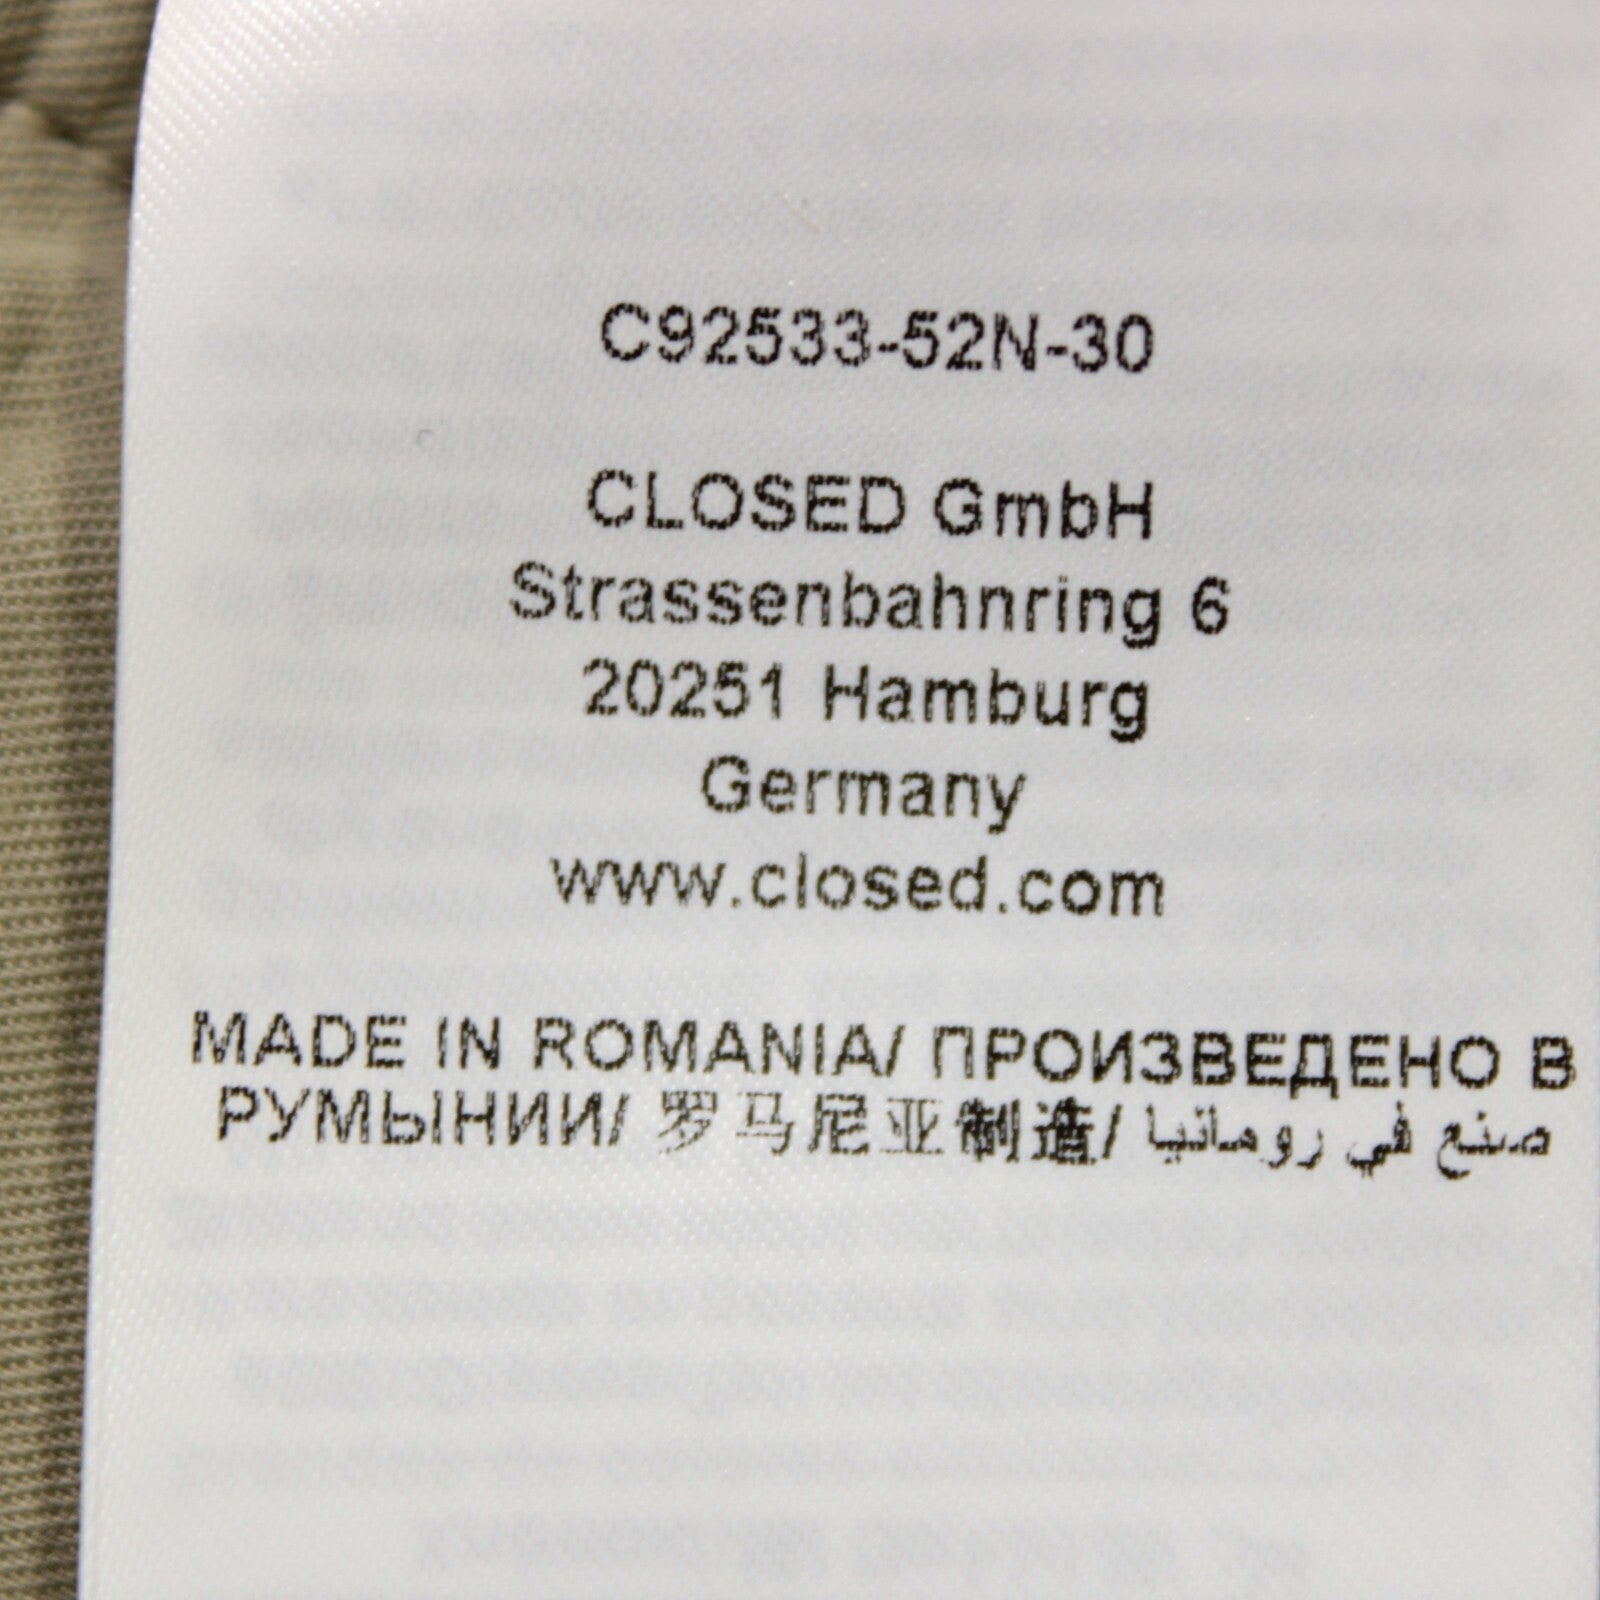 C92533-52N-30
CLOSED GmbH
Strassenbahnring 6
20251 Hamburg
Germany
www.closed.com
MADE IN ROMANIA/ ПРОИЗВЕДЕНО В
РУМЫНИИ/ 罗马尼亚制造/ صنع في رومانيا